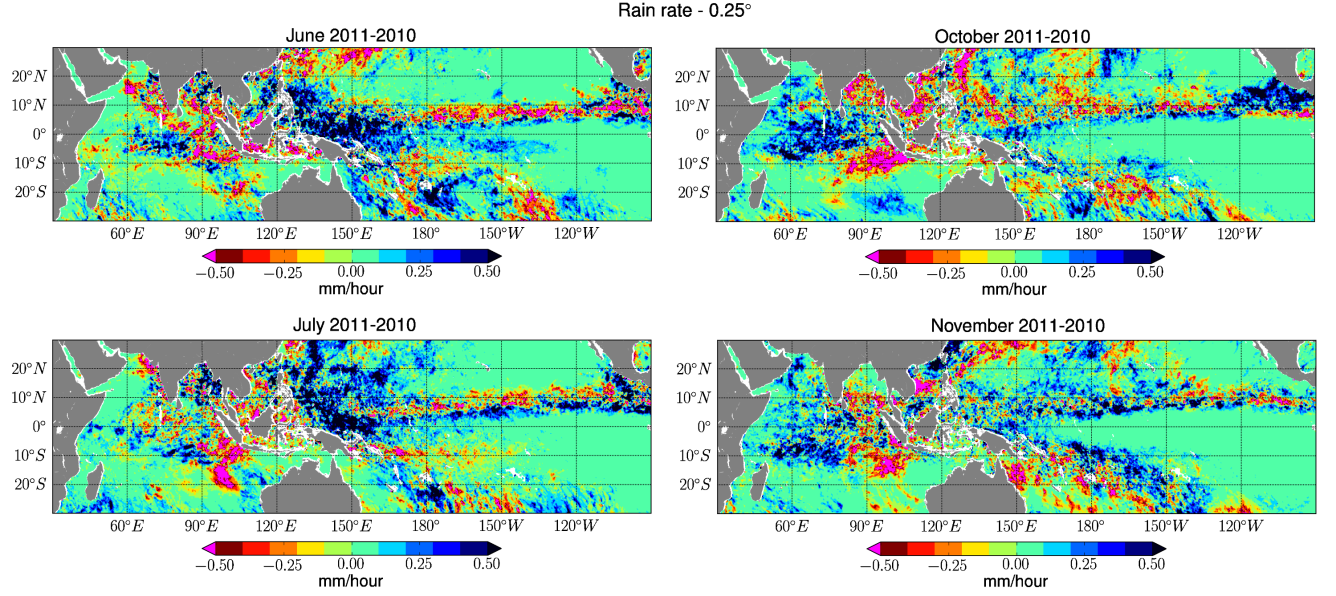 Rain rate - 0.25°
June 2011-2010
20°N
10°N
0°
10°S
20°S
60°E 90°E 120°E 150°E 180° 150°W 120°W
−0.50 −0.25 0.00 0.25 0.50
mm/hour
October 2011-2010
20°N
10°N
0°
10°S
20°S
60°E 90°E 120°E 150°E 180° 150°W 120°W
−0.50 −0.25 0.00 0.25 0.50
mm/hour
July 2011-2010
20°N
10°N
0°
10°S
20°S
60°E 90°E 120°E 150°E 180° 150°W 120°W
−0.50 −0.25 0.00 0.25 0.50
mm/hour
November 2011-2010
20°N
10°N
0°
10°S
20°S
60°E 90°E 120°E 150°E 180° 150°W 120°W
−0.50 −0.25 0.00 0.25 0.50
mm/hour